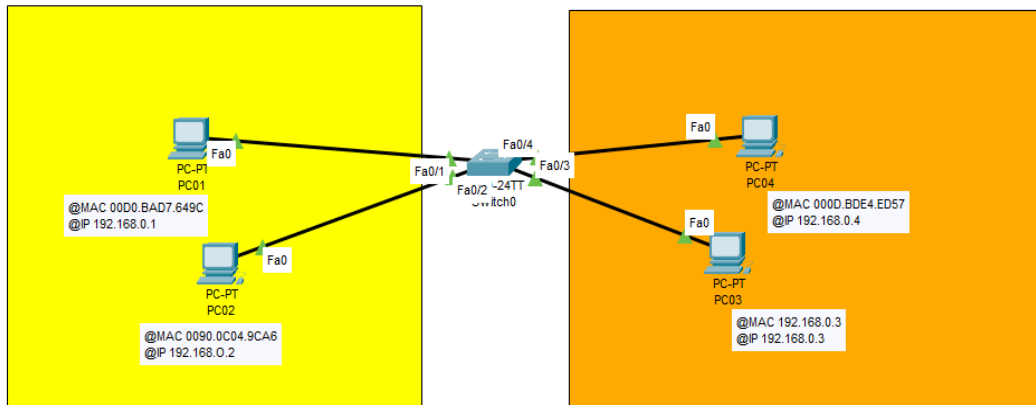 Fa0
PC-PT
PC01
@MAC 00D0.BAD7.649C
@IP 192.168.0.1
Fa0
PC-PT
PC02
@MAC 0090.0C04.9CA6
@IP 192.168.O.2
Fa0/4
Fa0/1
Fa0/3
Fa0/2
-24TT
Switch0
Fa0
PC-PT
PC04
@MAC 000D.BDE4.ED57
@IP 192.168.0.4
Fa0
PC-PT
PC03
@MAC 192.168.0.3
@IP 192.168.0.3